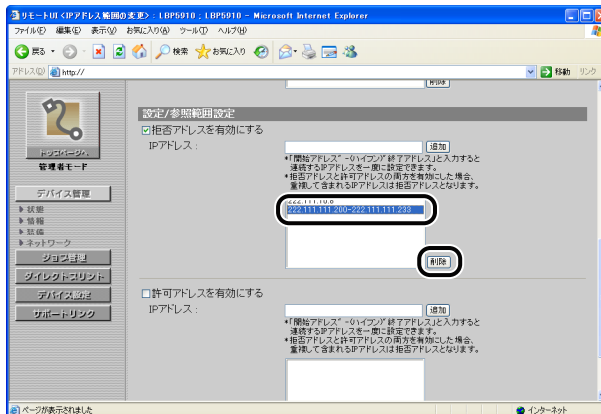 リモートUI <IPアドレス範囲の変更> : LBP5910 ; LBP5910 - Microsoft Internet Explorer
ファイル(F) 編集(E) 表示(V) お気に入り(A) ツール(T) ヘルプ(H)
戻る 検索 お気に入り
アドレス(D) http:// 移動 リンク
削除
トップページへ
管理者モード
デバイス管理
状態
情報
装備
ネットワーク
ジョブ管理
ダイレクトプリント
デバイス設定
サポートリンク
設定/参照範囲設定
拒否アドレスを有効にする
IPアドレス : 追加
*「開始アドレス" -(ハイフン)" 終了アドレス」と入力すると
連続するIPアドレスを一度に設定できます。
*拒否アドレスと許可アドレスの両方を有効にした場合、
重複して含まれるIPアドレスは拒否アドレスとなります。
222.111.10.8
222.111.111.200-222.111.111.233
削除
許可アドレスを有効にする
IPアドレス : 追加
*「開始アドレス" -(ハイフン)" 終了アドレス」と入力すると
連続するIPアドレスを一度に設定できます。
*拒否アドレスと許可アドレスの両方を有効にした場合、
重複して含まれるIPアドレスは拒否アドレスとなります。
ページが表示されました インターネット